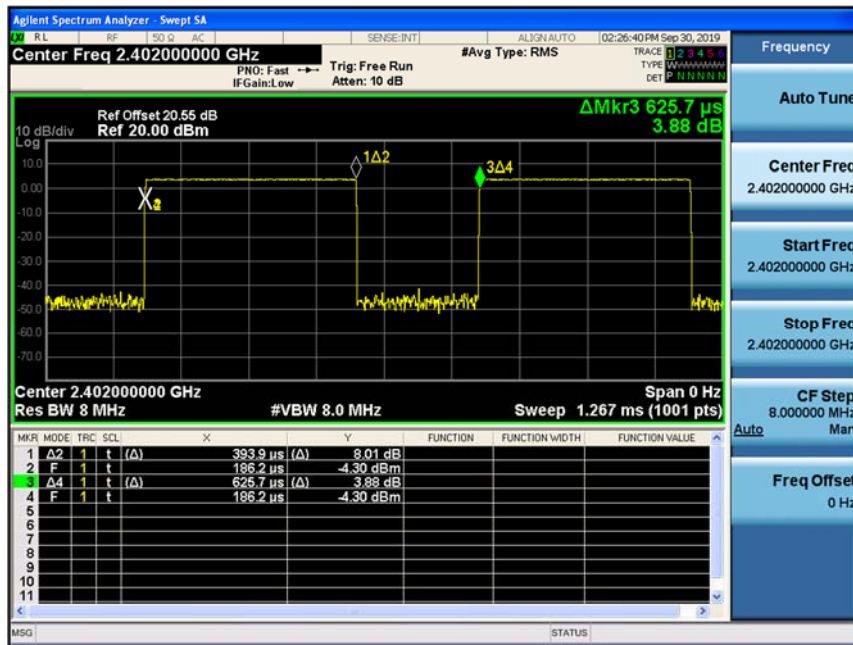 Agilent Spectrum Analyzer - Swept SA
LXI RL RF 50 Ω AC SENSE:INT ALIGN AUTO 02:26:40 PM Sep 30, 2019
Center Freq 2.402000000 GHz
PNO: Fast
IFGain:Low
Trig: Free Run
Atten: 10 dB
#Avg Type: RMS
TRACE 1 2 3 4 5 6
TYPE W
DET P N N N N N
ΔMkr3 625.7 µs
3.88 dB
Ref Offset 20.55 dB
10 dB/div Ref 20.00 dBm
Log
10.0
0.00
-10.0
-20.0
-30.0
-40.0
-50.0
-60.0
-70.0
1Δ2
3Δ4
Center 2.402000000 GHz Span 0 Hz
Res BW 8 MHz #VBW 8.0 MHz Sweep 1.267 ms (1001 pts)
MKR MODE TRC SCL X Y FUNCTION FUNCTION WIDTH FUNCTION VALUE
1 Δ2 1 t (Δ) 393.9 µs (Δ) 8.01 dB
2 F 1 t 186.2 µs -4.30 dBm
3 Δ4 1 t (Δ) 625.7 µs (Δ) 3.88 dB
4 F 1 t 186.2 µs -4.30 dBm
5
6
7
8
9
10
11
MSG STATUS
Frequency
Auto Tune
Center Freq
2.402000000 GHz
Start Freq
2.402000000 GHz
Stop Freq
2.402000000 GHz
CF Step
8.000000 MHz
Auto Man
Freq Offset
0 Hz